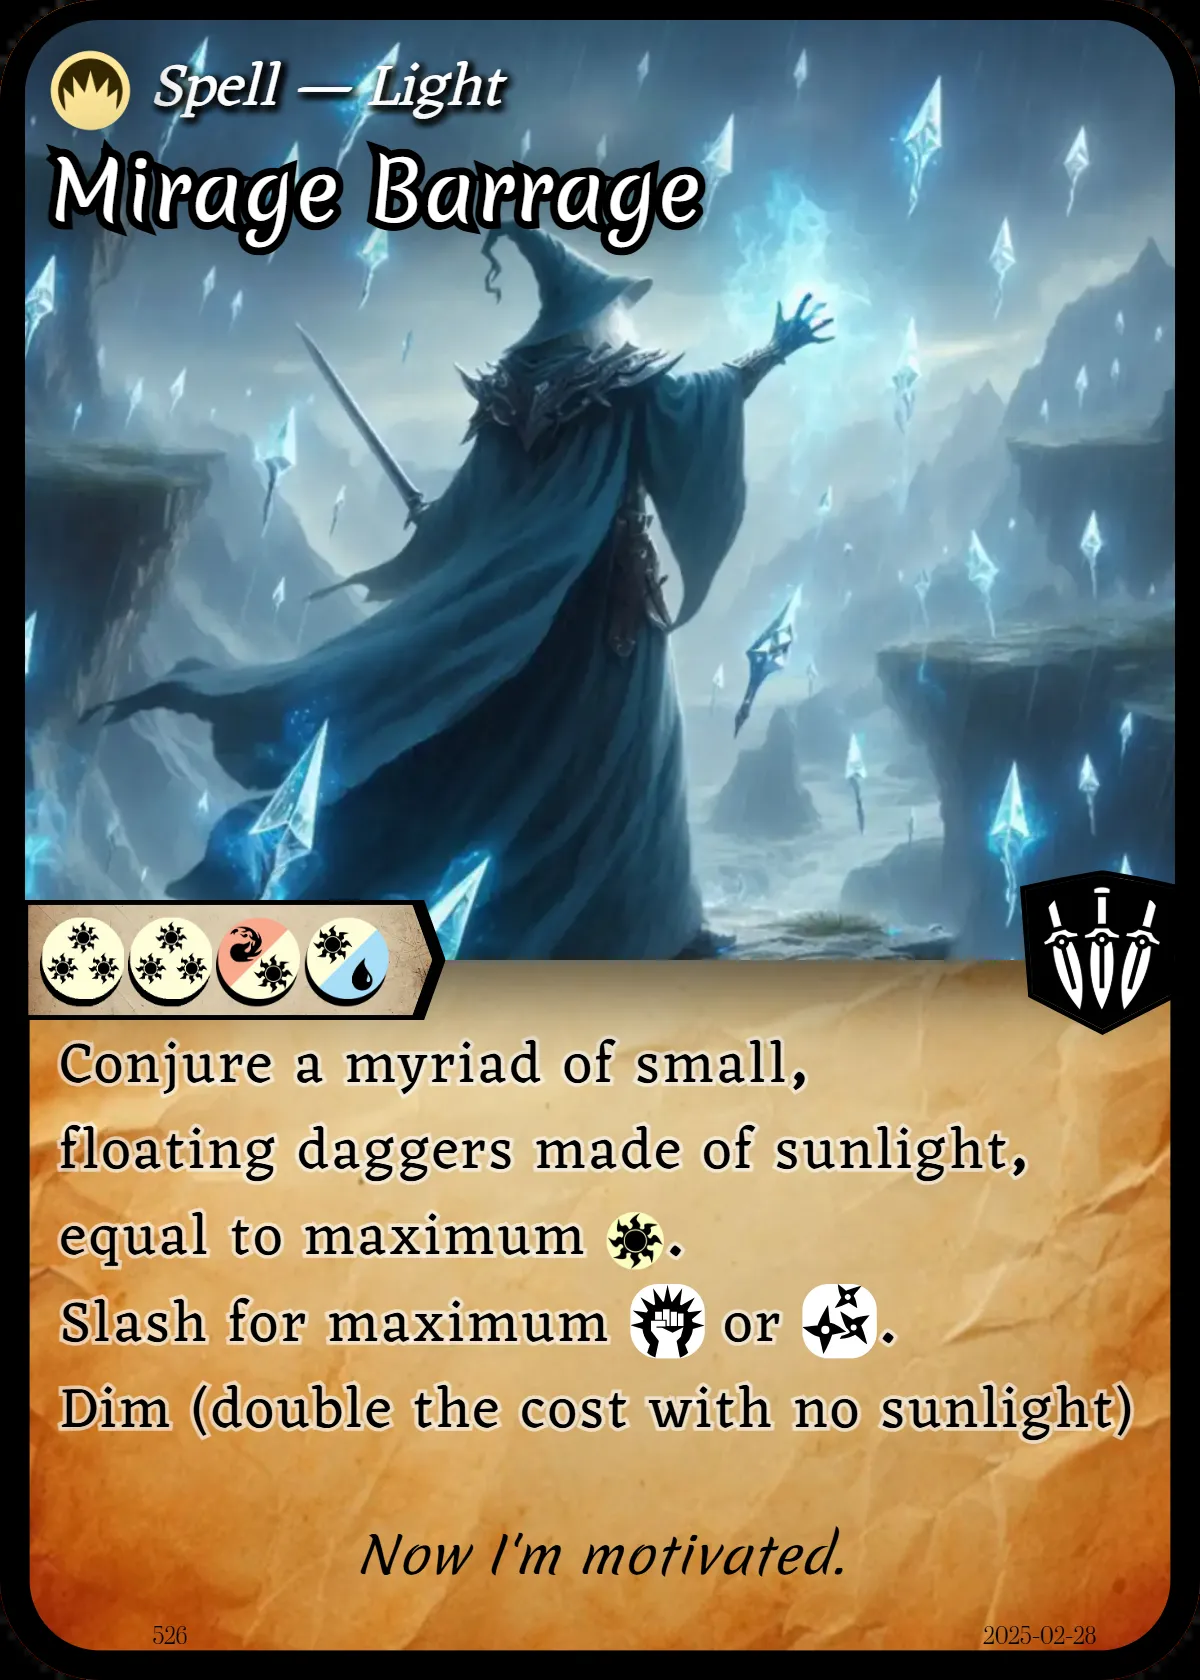 Spell — Light
Mirage Barrage
Conjure a myriad of small,
floating daggers made of sunlight,
equal to maximum .
Slash for maximum or .
Dim (double the cost with no sunlight)
Now I'm motivated.
526
2025-02-28